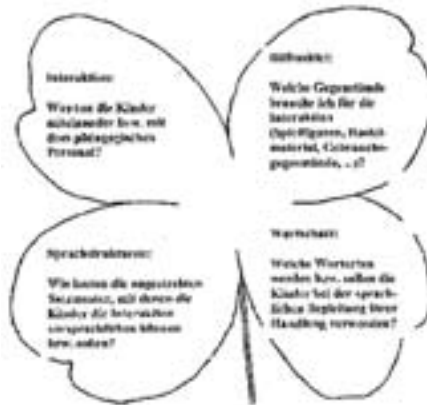 Interaktion:
Was tun die Kinder
miteinander bzw. mit
dem pädagogischen
Personal?
Hilfsmittel:
Welche Gegenstände
brauche ich für die
Interaktion
(Spielfiguren, Bastel-
material, Gebrauchs-
gegenstände, ...)?
Sprachstrukturen:
Wie lauten die angestrebten
Satzmuster, mit denen die
Kinder die Interaktion
versprachlichen können
bzw. sollen?
Wortschatz:
Welche Wortarten
werden bzw. sollen die
Kinder bei der sprach-
lichen Begleitung ihrer
Handlung verwenden?